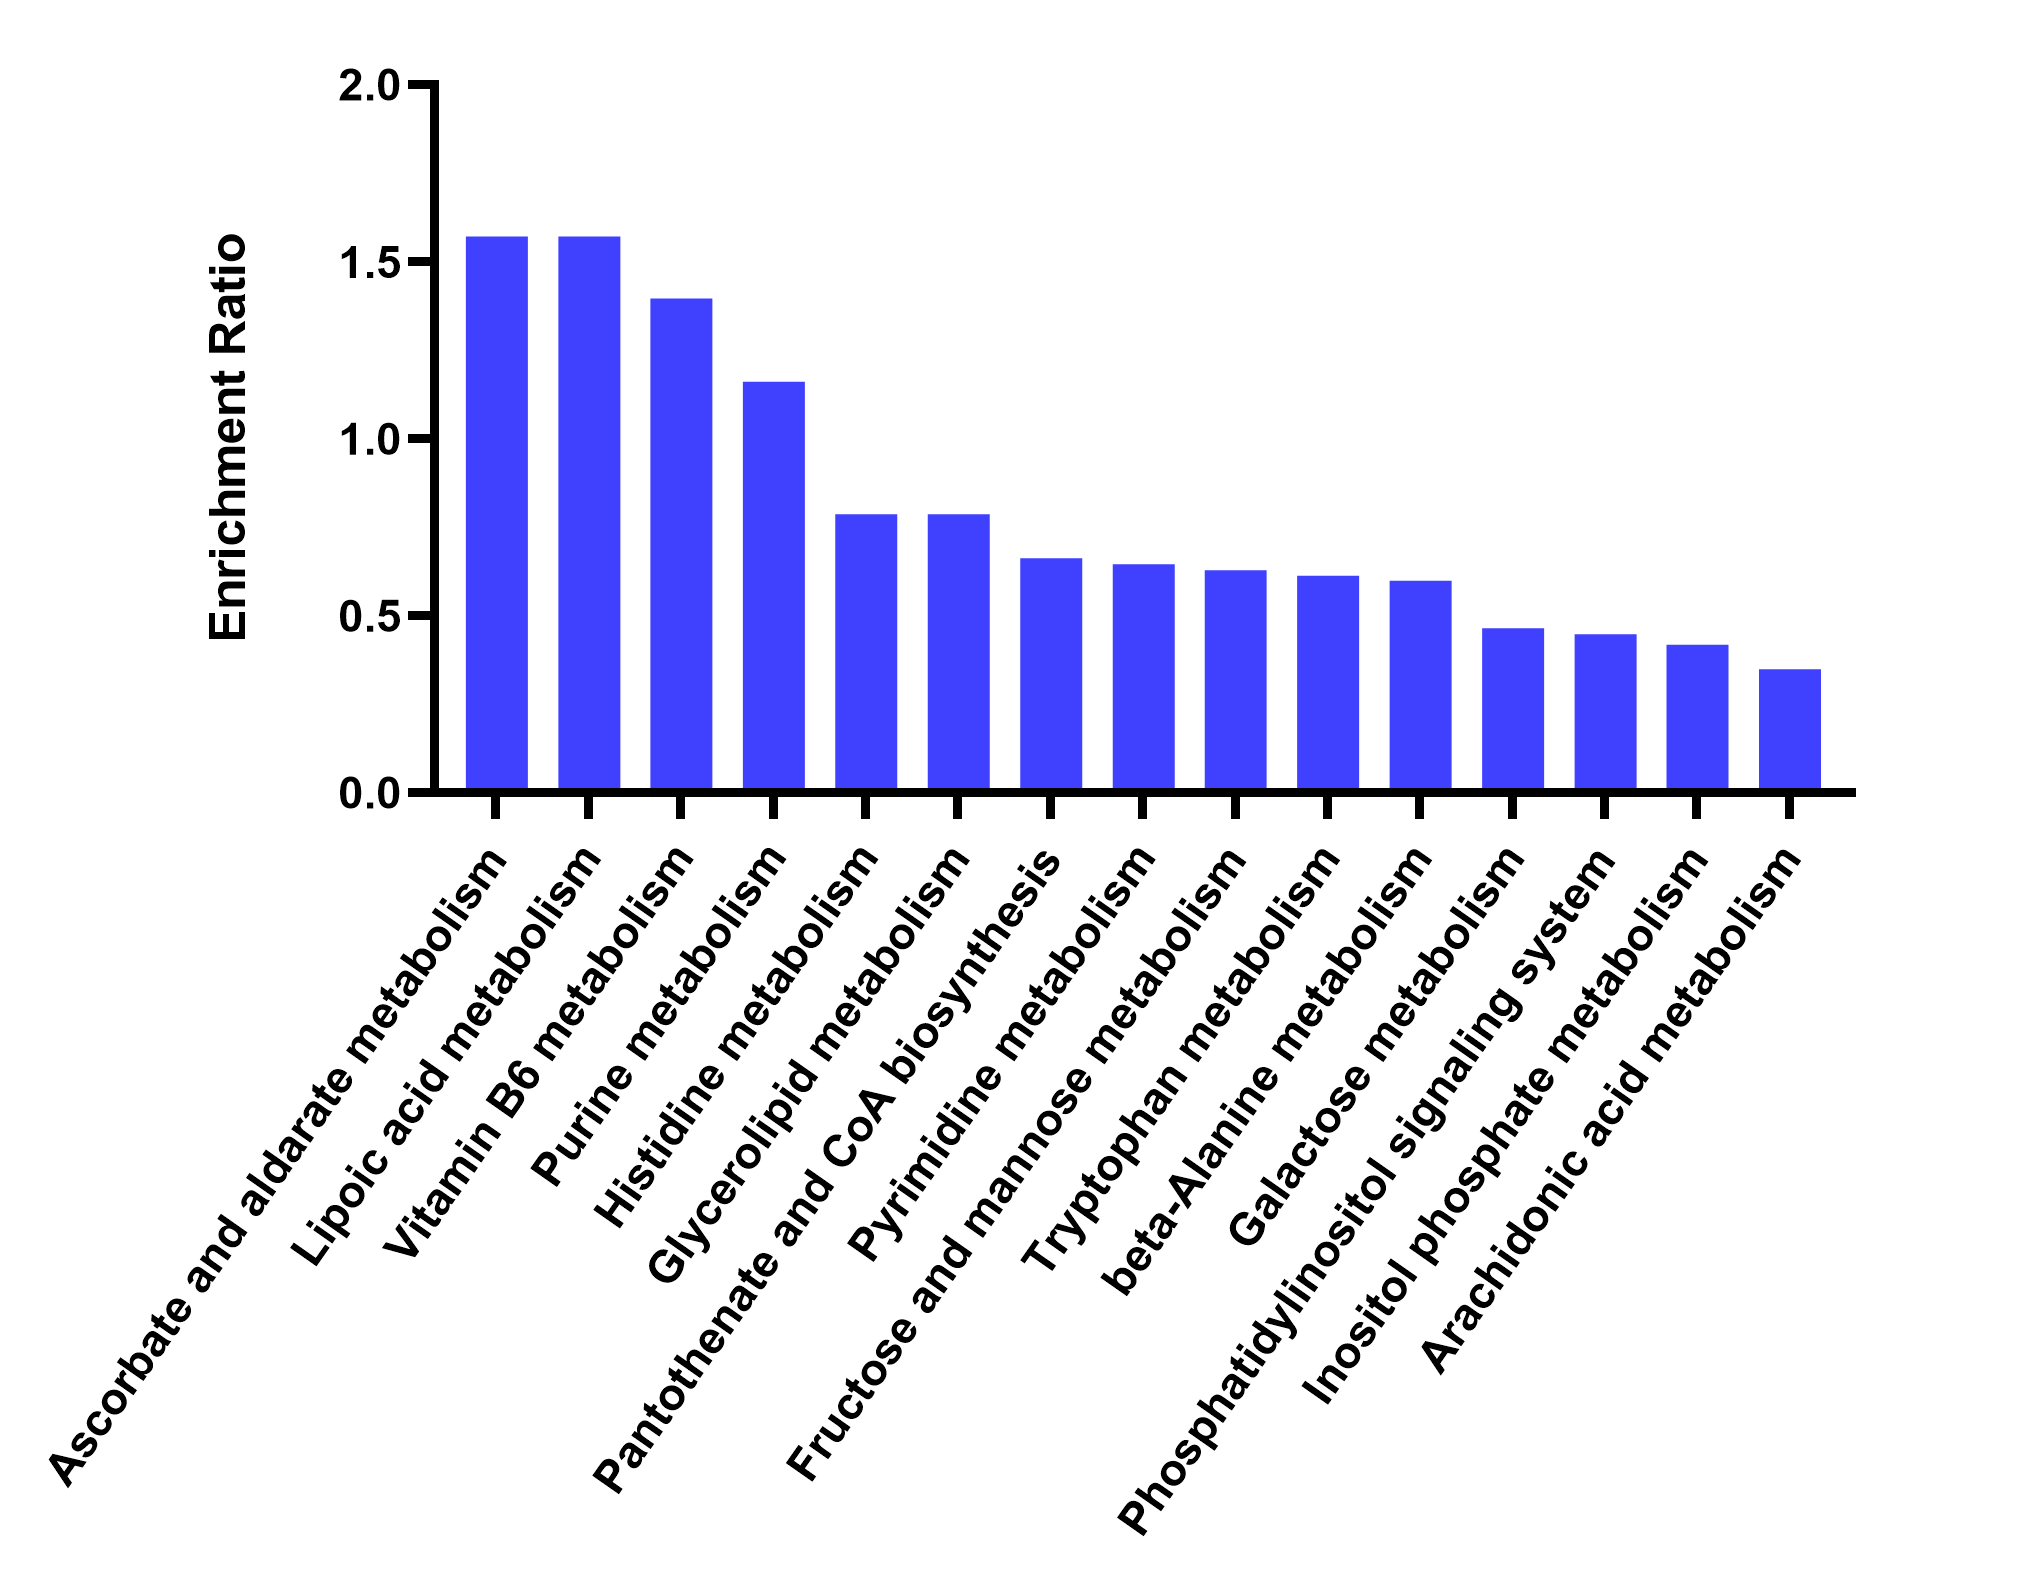 Enrichment Ratio
2.0
1.5
1.0
0.5
0.0
Ascorbate and aldarate metabolism
Lipoic acid metabolism
Vitamin B6 metabolism
Purine metabolism
Histidine metabolism
Glycerolipid metabolism
Pantothenate and CoA biosynthesis
Pyrimidine metabolism
Fructose and mannose metabolism
Tryptophan metabolism
beta-Alanine metabolism
Galactose metabolism
Phosphatidylinositol signaling system
Inositol phosphate metabolism
Arachidonic acid metabolism